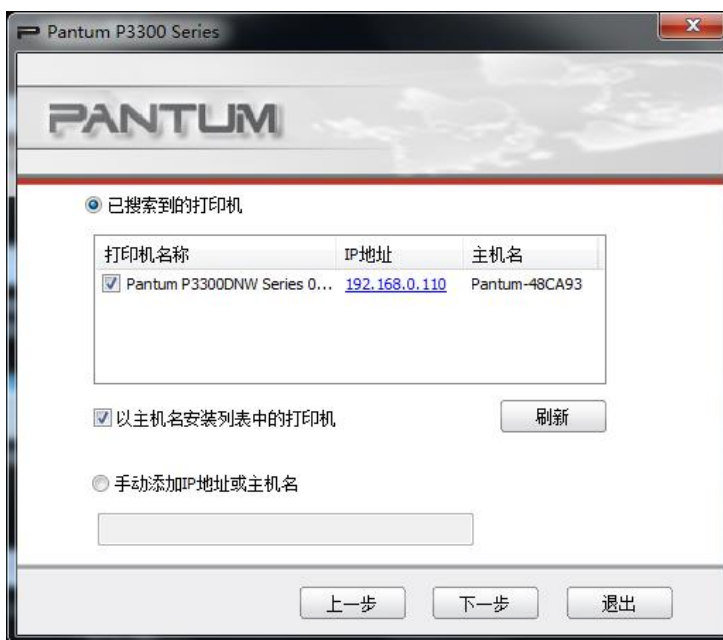 Pantum P3300 Series
PANTUM
已搜索到的打印机
打印机名称 IP地址 主机名
Pantum P3300DNW Series 0... 192.168.0.110 Pantum-48CA93
以主机名安装列表中的打印机 刷新
手动添加IP地址或主机名
上一步 下一步 退出